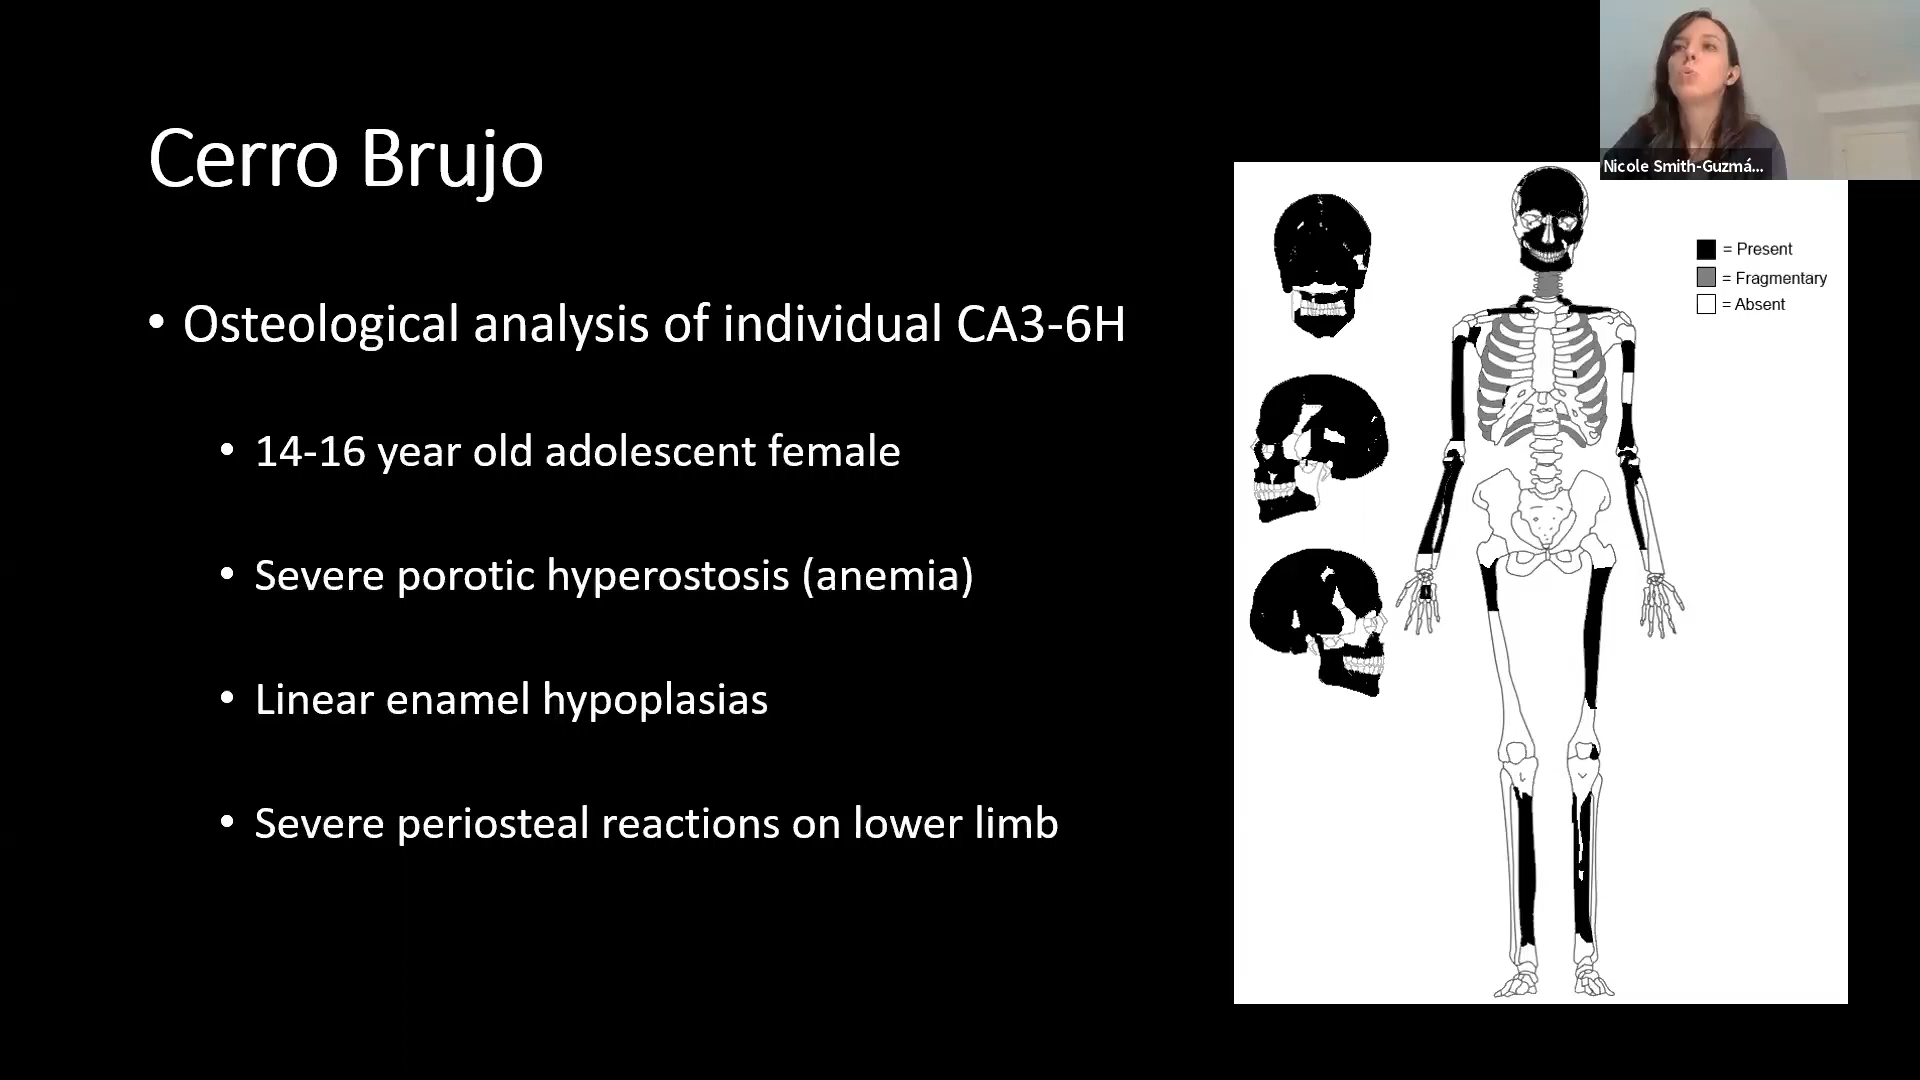 Cerro Brujo
• Osteological analysis of individual CA3-6H
• 14-16 year old adolescent female
• Severe porotic hyperostosis (anemia)
• Linear enamel hypoplasias
• Severe periosteal reactions on lower limb
= Present
= Fragmentary
= Absent
Nicole Smith-Guzmá...